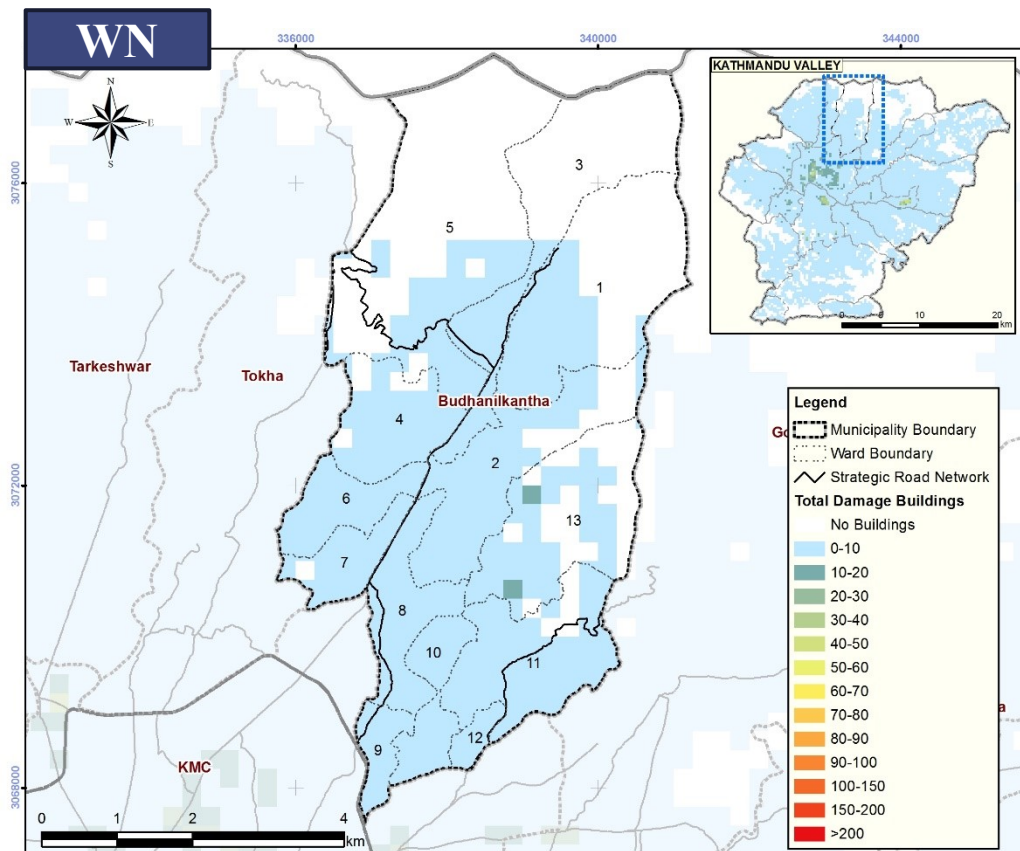 WN
336000
340000
344000
N
W
E
S
KATHMANDU VALLEY
0
10
20
km
3076000
3
5
1
Tarkeshwar
Tokha
Budhanilkantha
4
2
3072000
6
13
7
8
10
11
12
9
KMC
3068000
0
1
2
4
km
Legend
Municipality Boundary
Ward Boundary
Strategic Road Network
Total Damage Buildings
No Buildings
0-10
10-20
20-30
30-40
40-50
50-60
60-70
70-80
80-90
90-100
100-150
150-200
>200